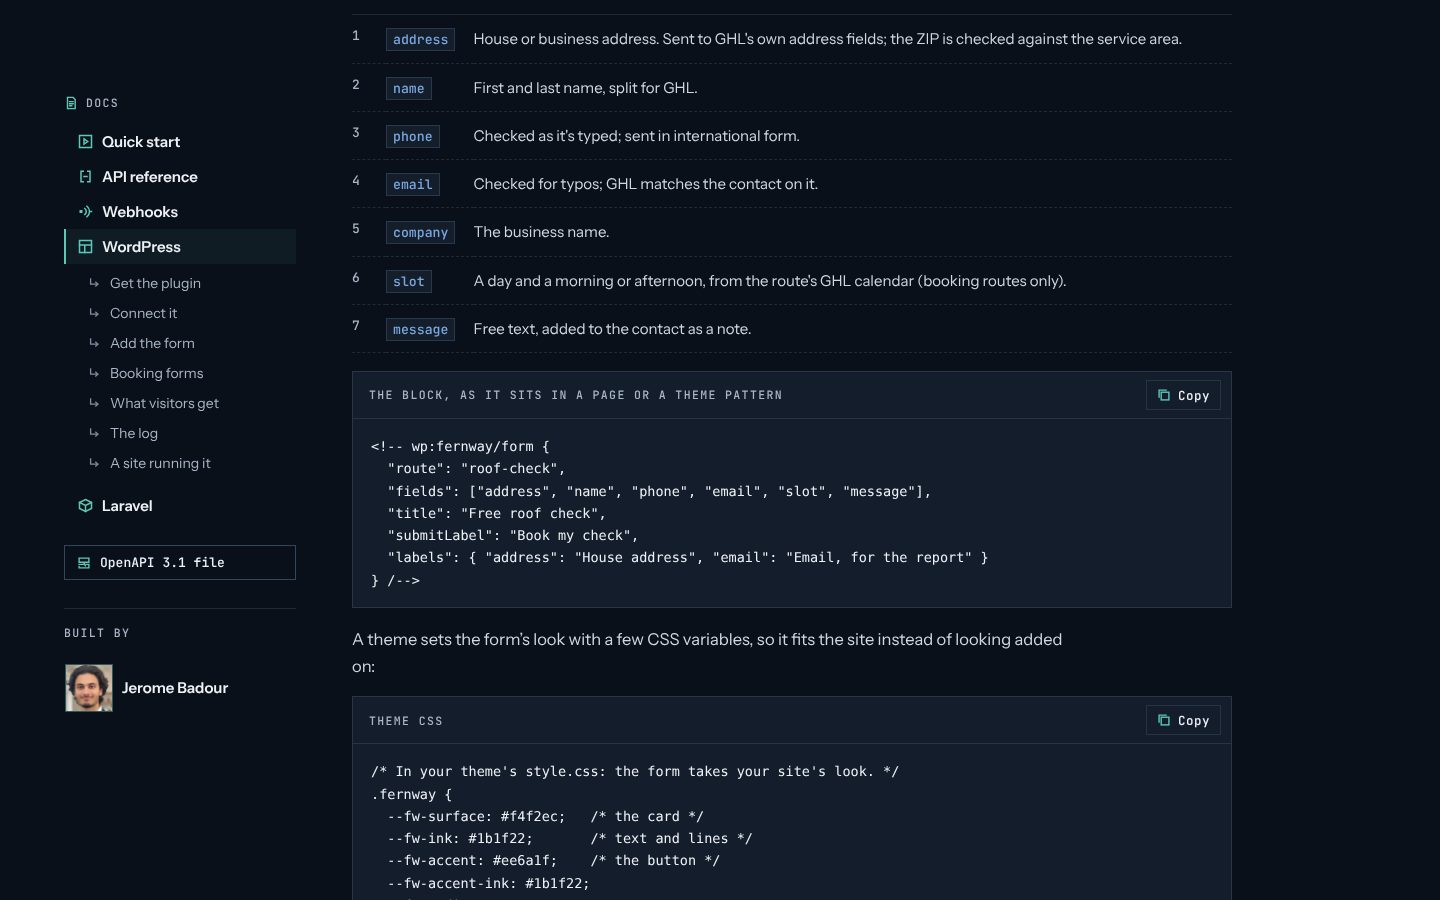 DOCS
Quick start
API reference
Webhooks
WordPress
↳ Get the plugin
↳ Connect it
↳ Add the form
↳ Booking forms
↳ What visitors get
↳ The log
↳ A site running it
Laravel
OpenAPI 3.1 file
BUILT BY
Jerome Badour
1 address House or business address. Sent to GHL's own address fields; the ZIP is checked against the service area.
2 name First and last name, split for GHL.
3 phone Checked as it's typed; sent in international form.
4 email Checked for typos; GHL matches the contact on it.
5 company The business name.
6 slot A day and a morning or afternoon, from the route's GHL calendar (booking routes only).
7 message Free text, added to the contact as a note.
THE BLOCK, AS IT SITS IN A PAGE OR A THEME PATTERN
Copy
<!-- wp:fernway/form {
  "route": "roof-check",
  "fields": ["address", "name", "phone", "email", "slot", "message"],
  "title": "Free roof check",
  "submitLabel": "Book my check",
  "labels": { "address": "House address", "email": "Email, for the report" }
} /-->
A theme sets the form's look with a few CSS variables, so it fits the site instead of looking added
on:
THEME CSS
Copy
/* In your theme's style.css: the form takes your site's look. */
.fernway {
  --fw-surface: #f4f2ec;   /* the card */
  --fw-ink: #1b1f22;       /* text and lines */
  --fw-accent: #ee6a1f;    /* the button */
  --fw-accent-ink: #1b1f22;